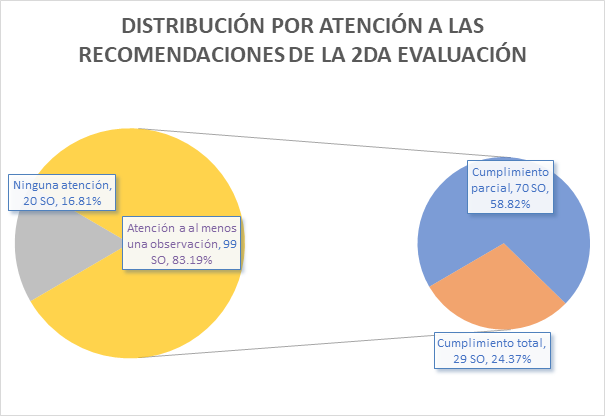 DISTRIBUCIÓN POR ATENCIÓN A LAS
RECOMENDACIONES DE LA 2DA EVALUACIÓN
Ninguna atención,
20 SO, 16.81%
Atención a al menos
una observación, 99
SO, 83.19%
Cumplimiento
parcial, 70 SO,
58.82%
Cumplimiento total,
29 SO, 24.37%